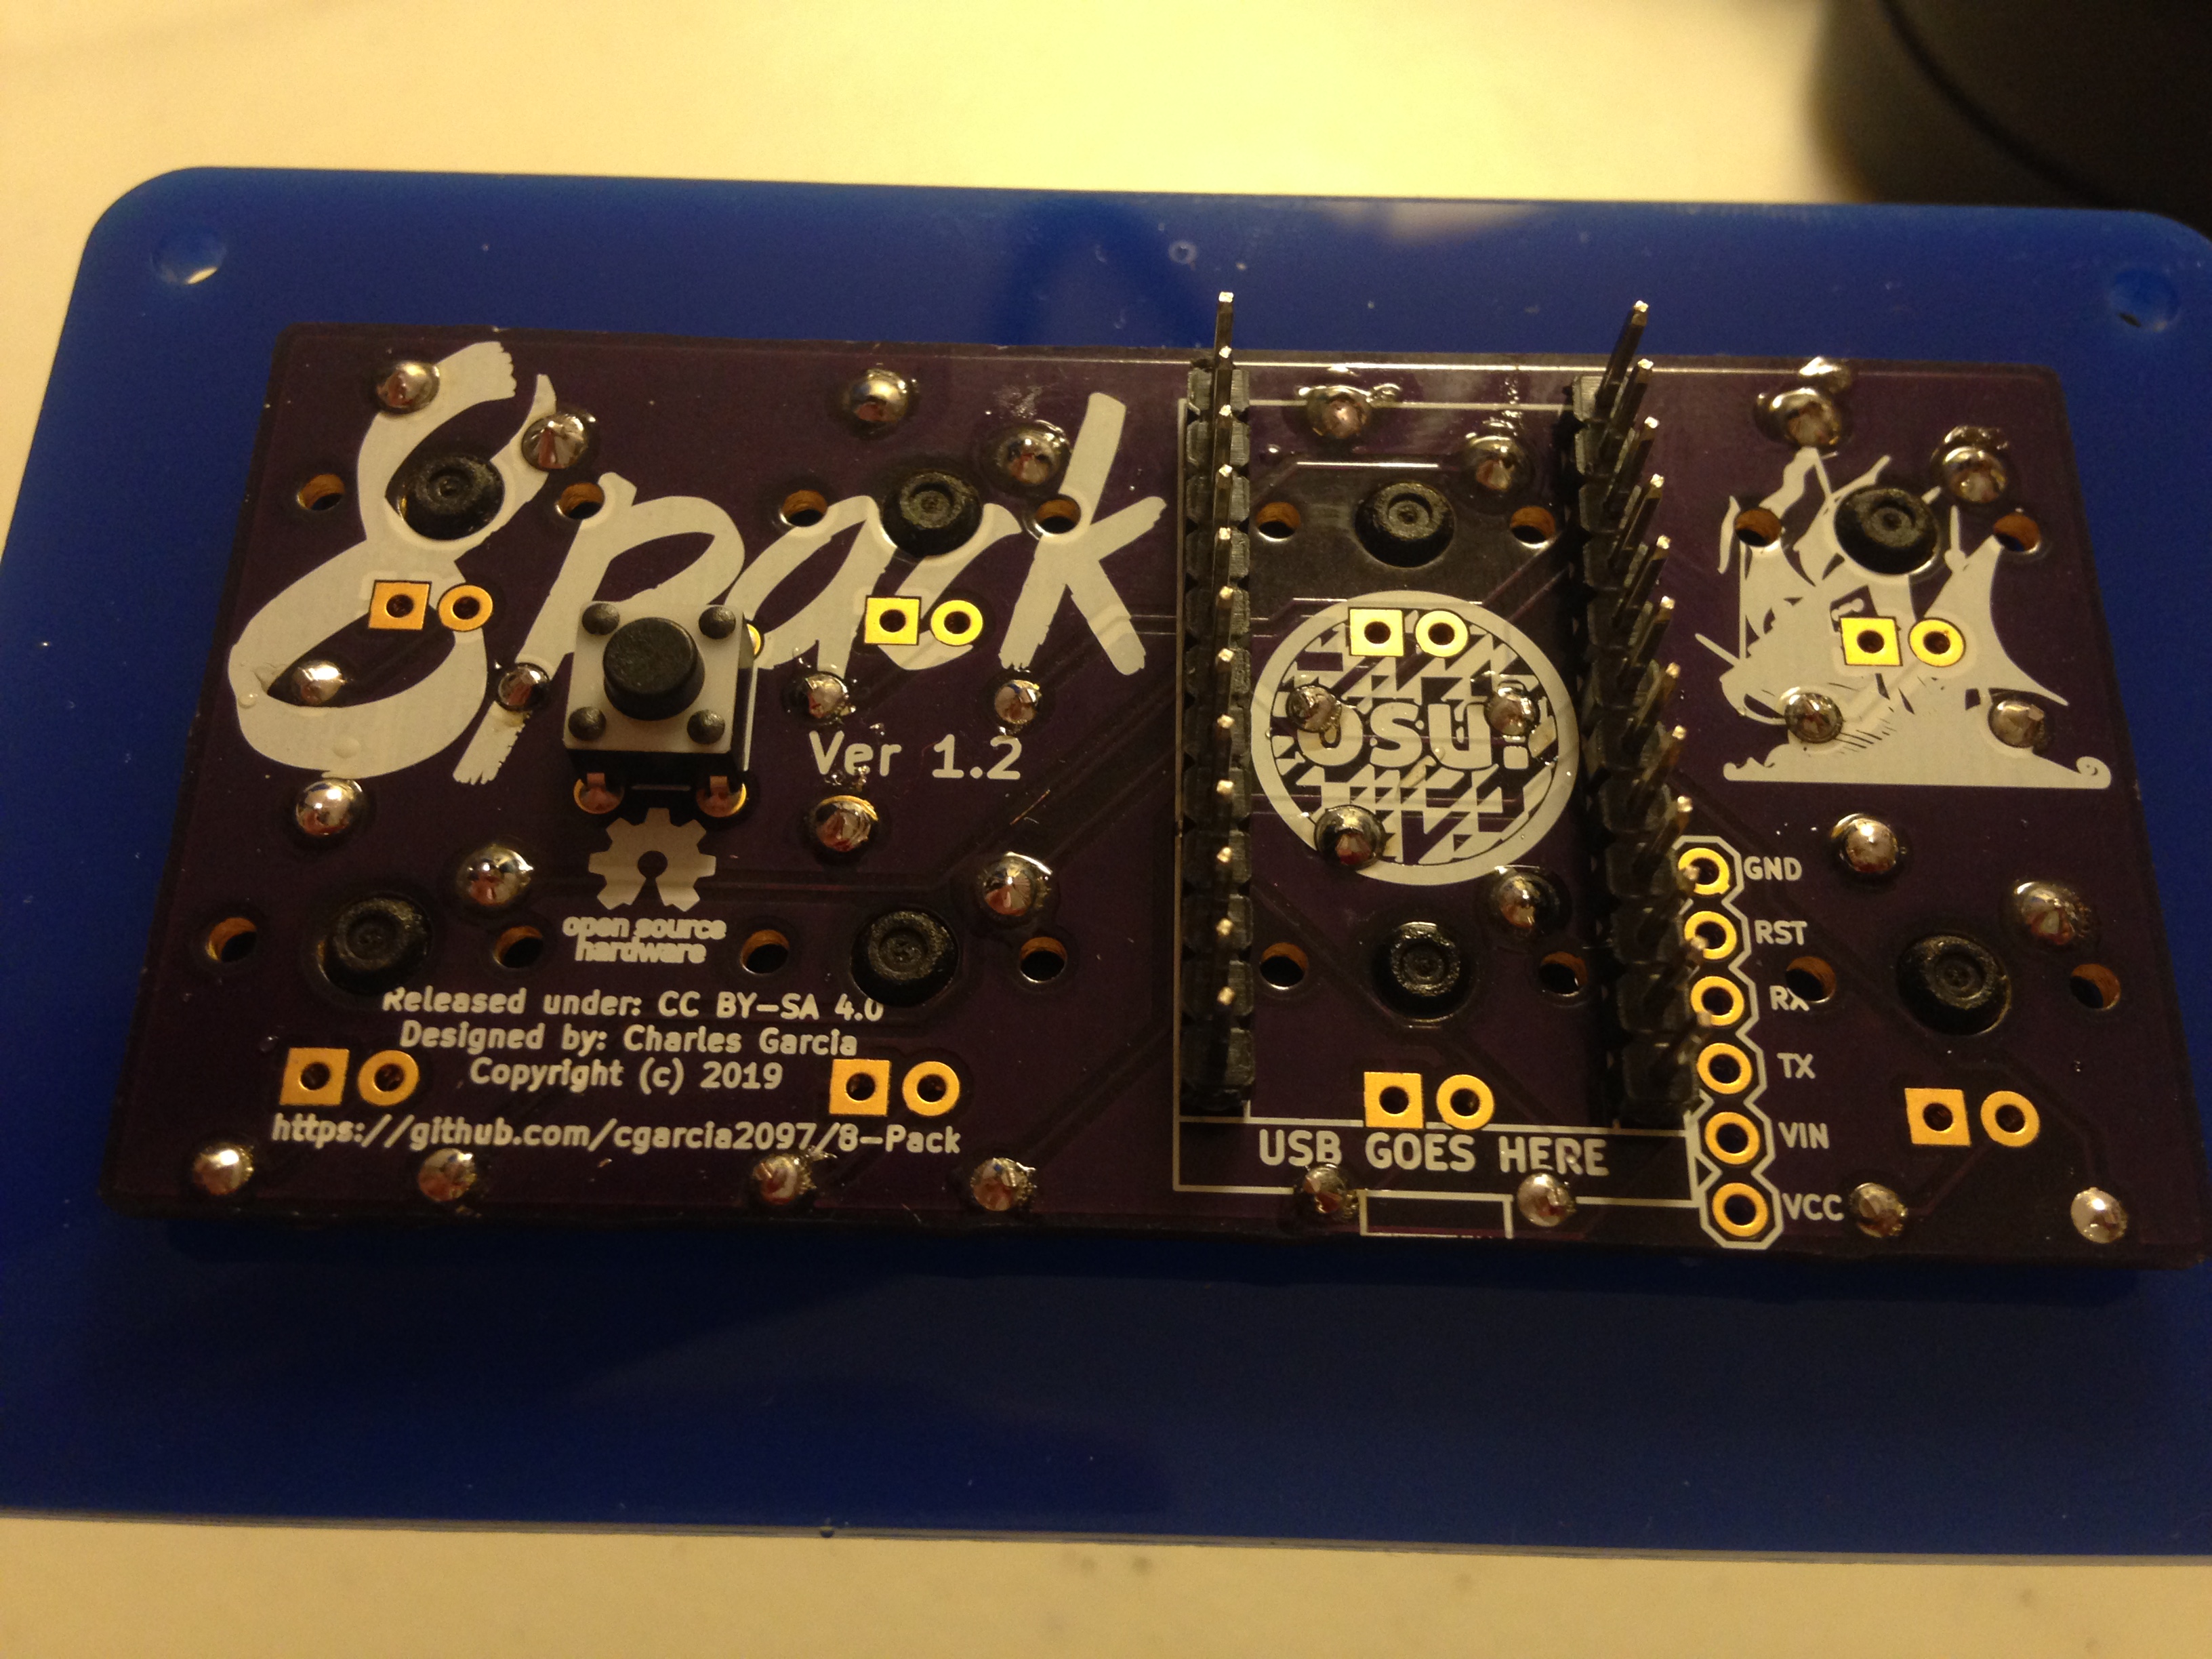 8pack
Ver 1.2
osu!
open source
hardware
Released under: CC BY-SA 4.0
Designed by: Charles Garcia
Copyright (c) 2019
https://github.com/cgarcia2097/8-Pack
USB GOES HERE
GND
RST
RX
TX
VIN
VCC